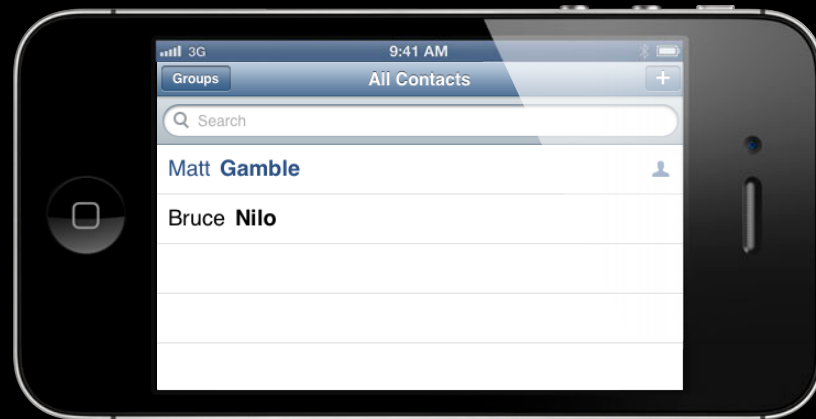 3G 9:41 AM
Groups All Contacts +
Search
Matt Gamble
Bruce Nilo